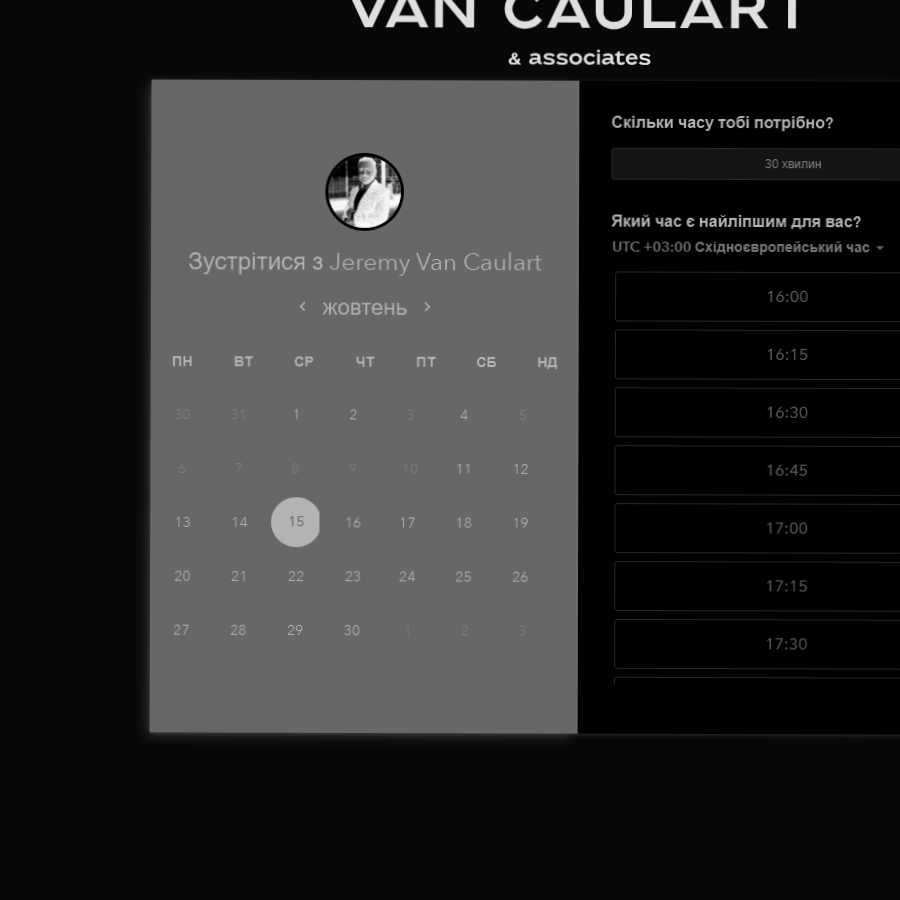 VAN CAULART
& associates
Зустрітися з Jeremy Van Caulart
жовтень
ПН ВТ СР ЧТ ПТ СБ НД
30 31 1 2 3 4 5
6 7 8 9 10 11 12
13 14 15 16 17 18 19
20 21 22 23 24 25 26
27 28 29 30 1 2 3
Скільки часу тобі потрібно?
30 хвилин
Який час є найліпшим для вас?
UTC +03:00 Східноєвропейський час
16:00
16:15
16:30
16:45
17:00
17:15
17:30